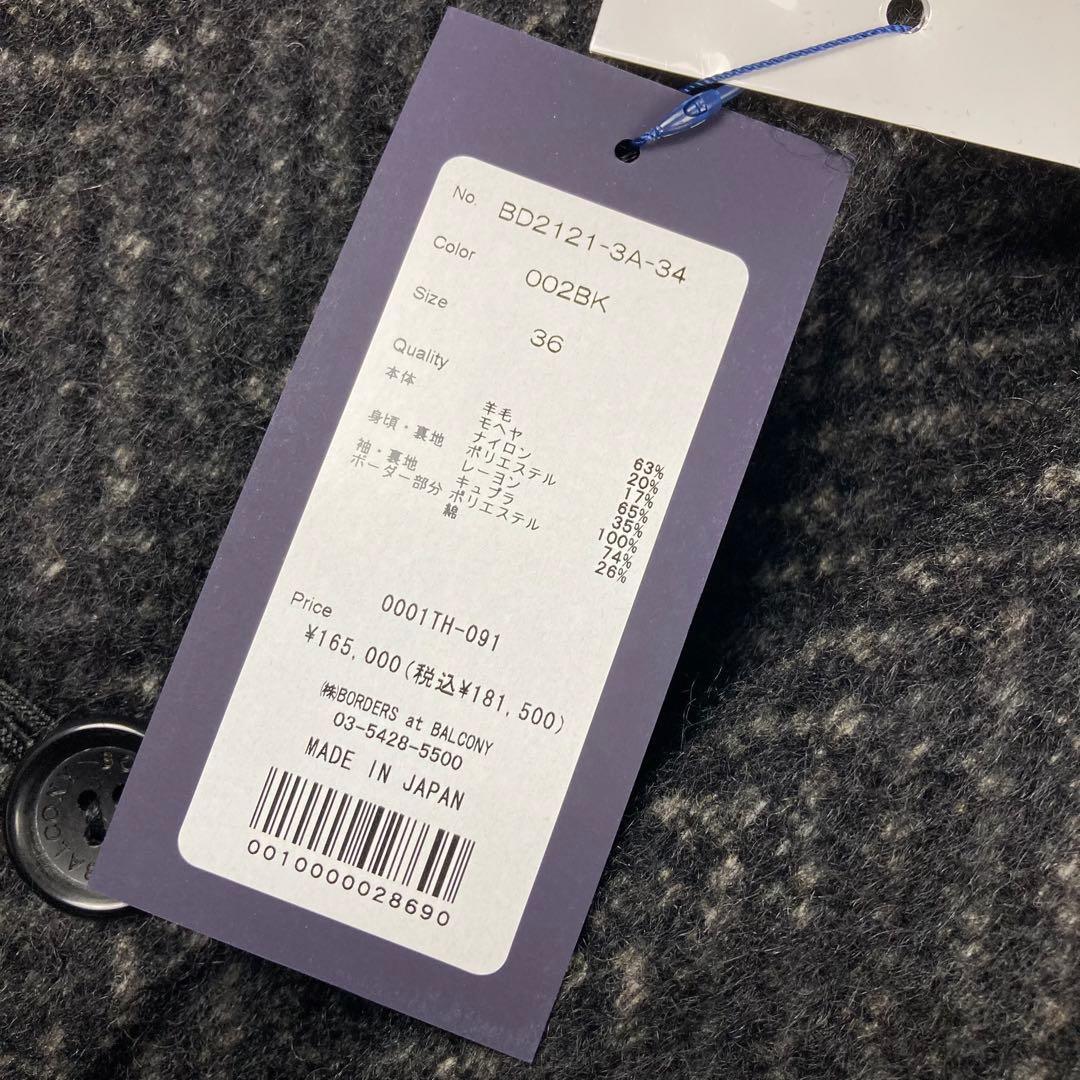 No. BD2121-3A-34
Color 002BK
Size 36
Quality
本体 羊毛 63%
モヘヤ 20%
ナイロン 17%
身頃・裏地 ポリエステル 65%
レーヨン 35%
袖・裏地 キュプラ 100%
ボーダー部分 ポリエステル 74%
綿 26%
0001TH-091
Price ¥165,000(税込¥181,500)
㈱BORDERS at BALCONY
03-5428-5500
MADE IN JAPAN
0010000028690
BALCON